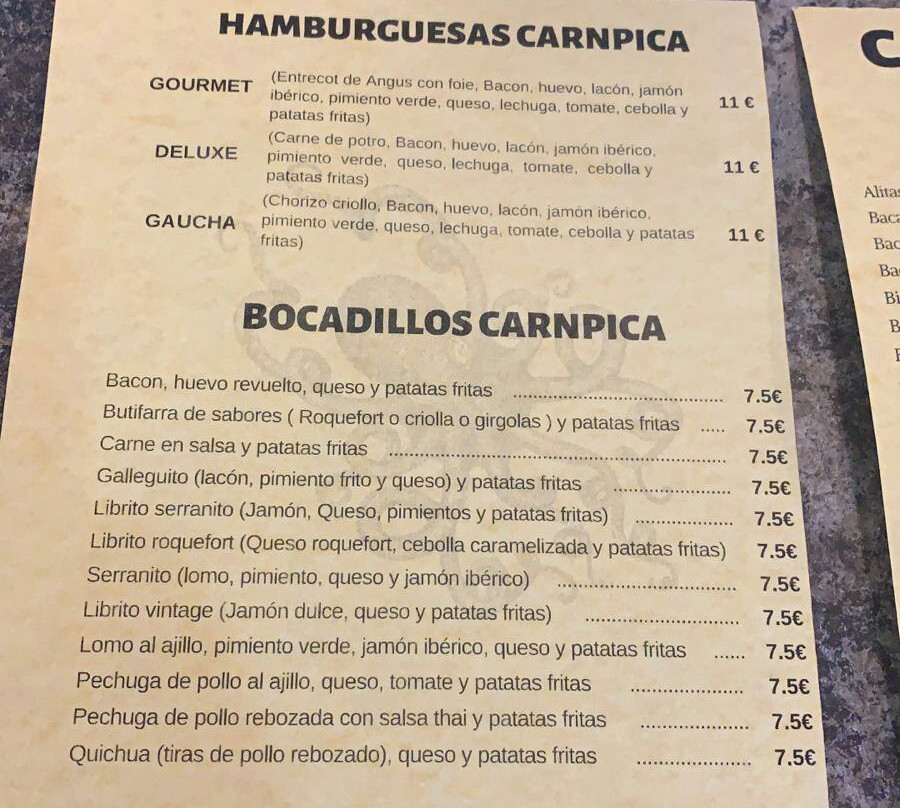 HAMBURGUESAS CARNPICA
GOURMET (Entrecot de Angus con foie, Bacon, huevo, lacón, jamón
ibérico, pimiento verde, queso, lechuga, tomate, cebolla y 11 €
patatas fritas)
DELUXE (Carne de potro, Bacon, huevo, lacón, jamón ibérico,
pimiento verde, queso, lechuga, tomate, cebolla y 11 €
patatas fritas)
GAUCHA (Chorizo criollo, Bacon, huevo, lacón, jamón ibérico,
pimiento verde, queso, lechuga, tomate, cebolla y patatas 11 €
fritas)
BOCADILLOS CARNPICA
Bacon, huevo revuelto, queso y patatas fritas ........ 7.5€
Butifarra de sabores ( Roquefort o criolla o girgolas ) y patatas fritas ..... 7.5€
Carne en salsa y patatas fritas ........ 7.5€
Galleguito (lacón, pimiento frito y queso) y patatas fritas ........ 7.5€
Librito serranito (Jamón, Queso, pimientos y patatas fritas) ........ 7.5€
Librito roquefort (Queso roquefort, cebolla caramelizada y patatas fritas) 7.5€
Serranito (lomo, pimiento, queso y jamón ibérico) ........ 7.5€
Librito vintage (Jamón dulce, queso y patatas fritas) ........ 7.5€
Lomo al ajillo, pimiento verde, jamón ibérico, queso y patatas fritas ...... 7.5€
Pechuga de pollo al ajillo, queso, tomate y patatas fritas ........ 7.5€
Pechuga de pollo rebozada con salsa thai y patatas fritas ........ 7.5€
Quichua (tiras de pollo rebozado), queso y patatas fritas ........ 7.5€